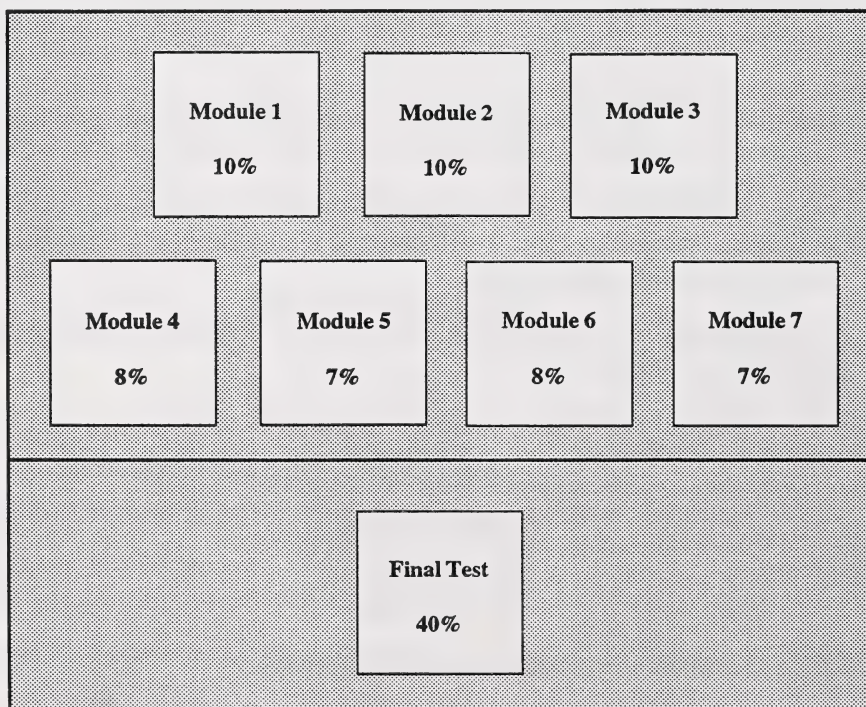 Module 1
10%
Module 2
10%
Module 3
10%
Module 4
8%
Module 5
7%
Module 6
8%
Module 7
7%
Final Test
40%